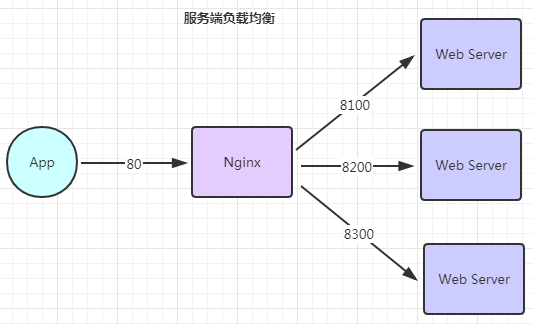 服务端负载均衡
Web Server
8100
App
80
Nginx
8200
Web Server
8300
Web Server